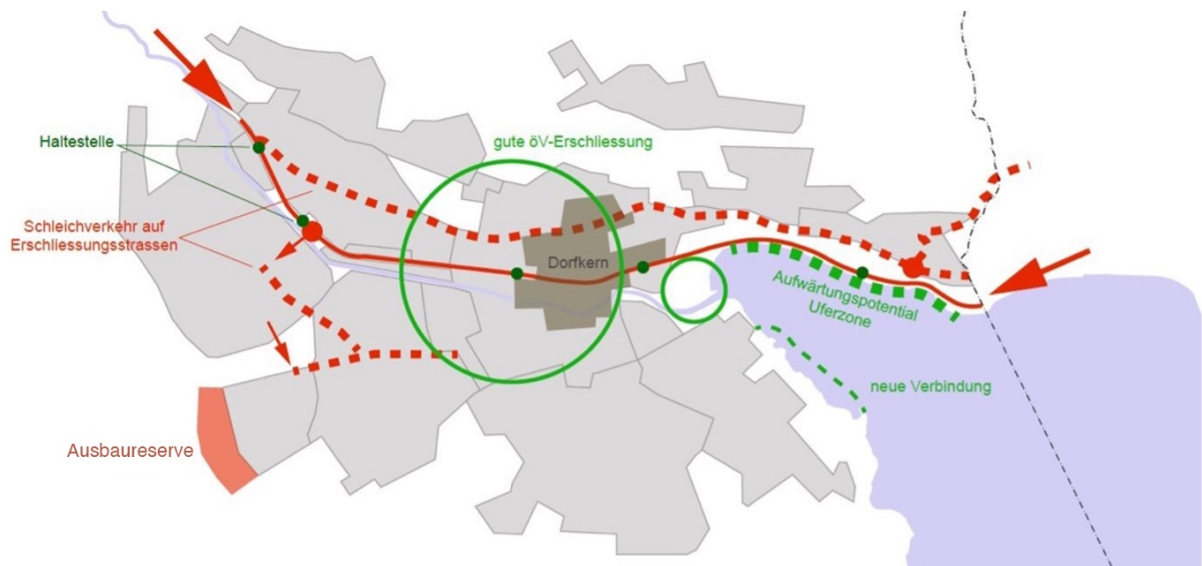 Haltestelle
gute öV-Erschliessung
Schleichverkehr auf
Erschliessungsstrassen
Dorfkern
Aufwärtungspotential
Uferzone
neue Verbindung
Ausbaureserve